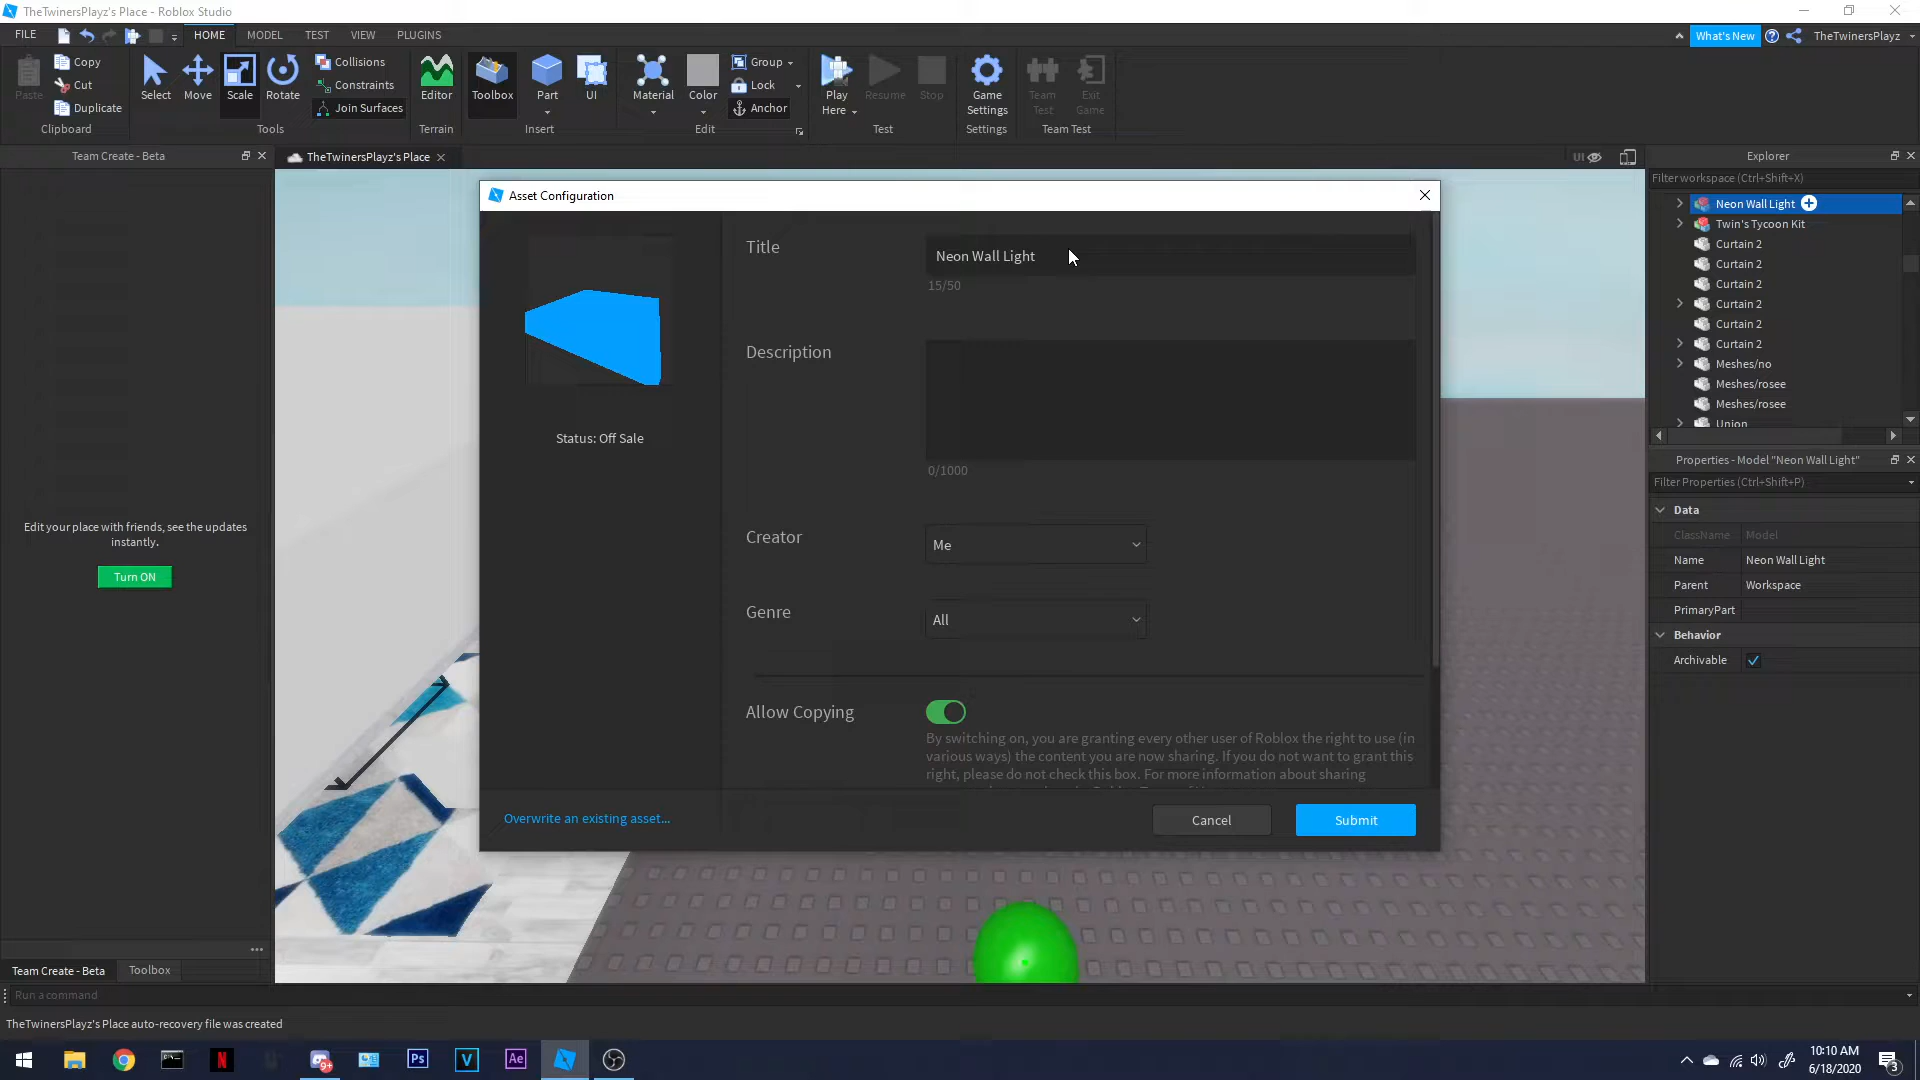 TheTwinersPlayz's Place - Roblox Studio
FILE
HOME
MODEL
TEST
VIEW
PLUGINS
What's New
TheTwinersPlayz
Paste
Copy
Cut
Duplicate
Clipboard
Select
Move
Scale
Rotate
Collisions
Constraints
Join Surfaces
Tools
Editor
Terrain
Toolbox
Part
UI
Insert
Material
Color
Group
Lock
Anchor
Edit
Play
Here
Resume
Stop
Test
Game
Settings
Settings
Team
Test
Exit
Game
Team Test
Team Create - Beta
TheTwinersPlayz's Place
UI
Explorer
Filter workspace (Ctrl+Shift+X)
Neon Wall Light
Twin's Tycoon Kit
Curtain 2
Curtain 2
Curtain 2
Curtain 2
Curtain 2
Curtain 2
Meshes/no
Meshes/rosee
Meshes/rosee
Union
Edit your place with friends, see the updates
instantly.
Turn ON
Asset Configuration
Status: Off Sale
Title
Neon Wall Light
15/50
Description
0/1000
Creator
Me
Genre
All
Allow Copying
By switching on, you are granting every other user of Roblox the right to use (in
various ways) the content you are now sharing. If you do not want to grant this
right, please do not check this box. For more information about sharing
Overwrite an existing asset...
Cancel
Submit
Properties - Model "Neon Wall Light"
Filter Properties (Ctrl+Shift+P)
Data
ClassName Model
Name Neon Wall Light
Parent Workspace
PrimaryPart
Behavior
Archivable
Team Create - Beta
Toolbox
Run a command
TheTwinersPlayz's Place auto-recovery file was created
N
9+
Ps
V
Ae
10:10 AM
6/18/2020
3